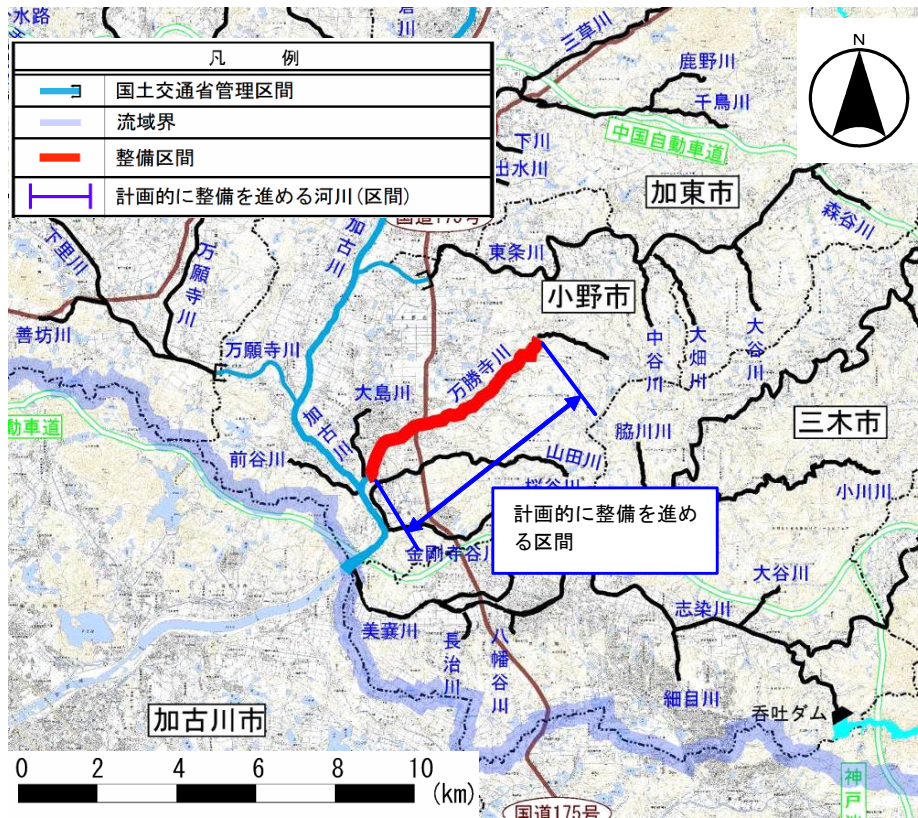 水路
凡 例
国土交通省管理区間
流域界
整備区間
計画的に整備を進める河川(区間)
N
三草川
鹿野川
千鳥川
中国自動車道
下川
出水川
加東市
森谷川
加古川
東条川
小野市
下里川
万願寺川
善坊川
万願寺川
中谷川
大畑川
大谷川
万勝寺川
大島川
加古川
三木市
動車道
前谷川
脇川川
山田川
小川川
計画的に整備を進め
る区間
金剛寺谷川
大谷川
志染川
美嚢川
長治川
八幡谷川
細目川
呑吐ダム
加古川市
0 2 4 6 8 10
(km)
神戸
国道175号